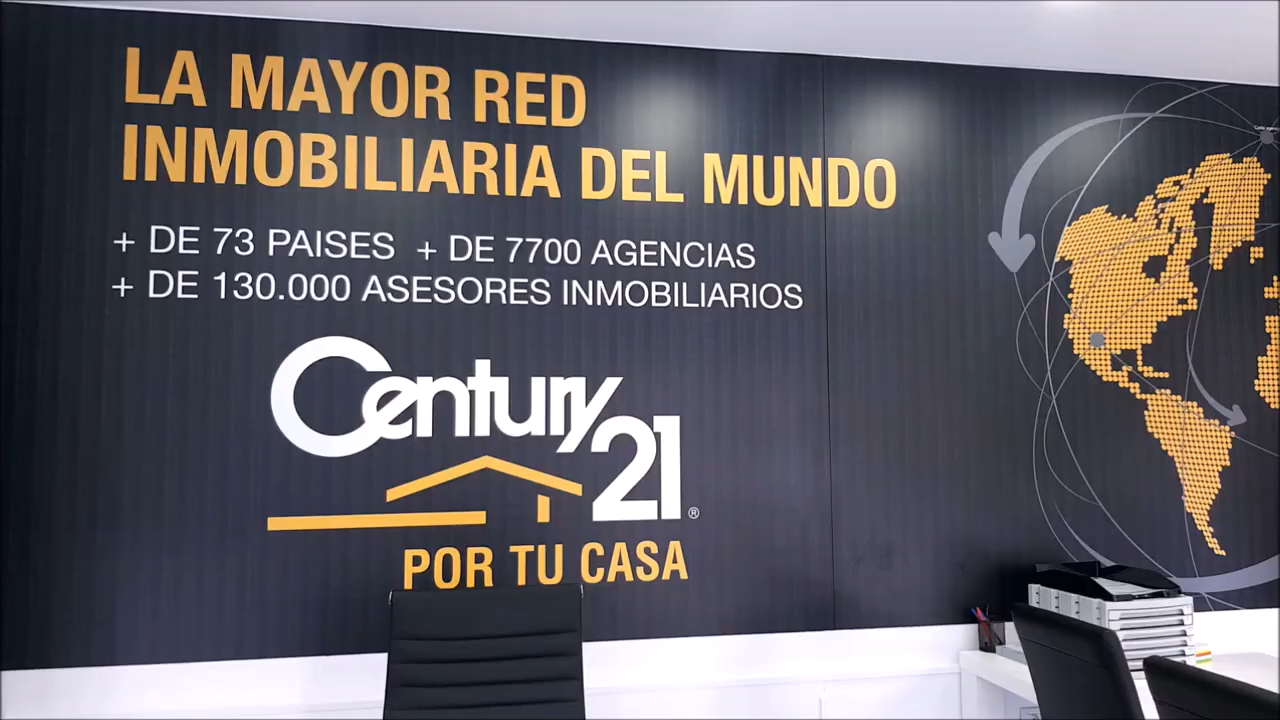 LA MAYOR RED
INMOBILIARIA DEL MUNDO
+ DE 73 PAISES + DE 7700 AGENCIAS
+ DE 130.000 ASESORES INMOBILIARIOS
Century
21®
POR TU CASA